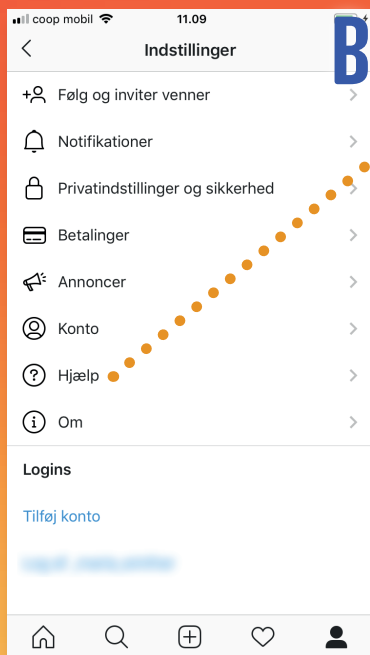 coop mobil 11.09
B
Indstillinger
Følg og inviter venner
Notifikationer
Privatindstillinger og sikkerhed
Betalinger
Annoncer
Konto
Hjælp
Om
Logins
Tilføj konto